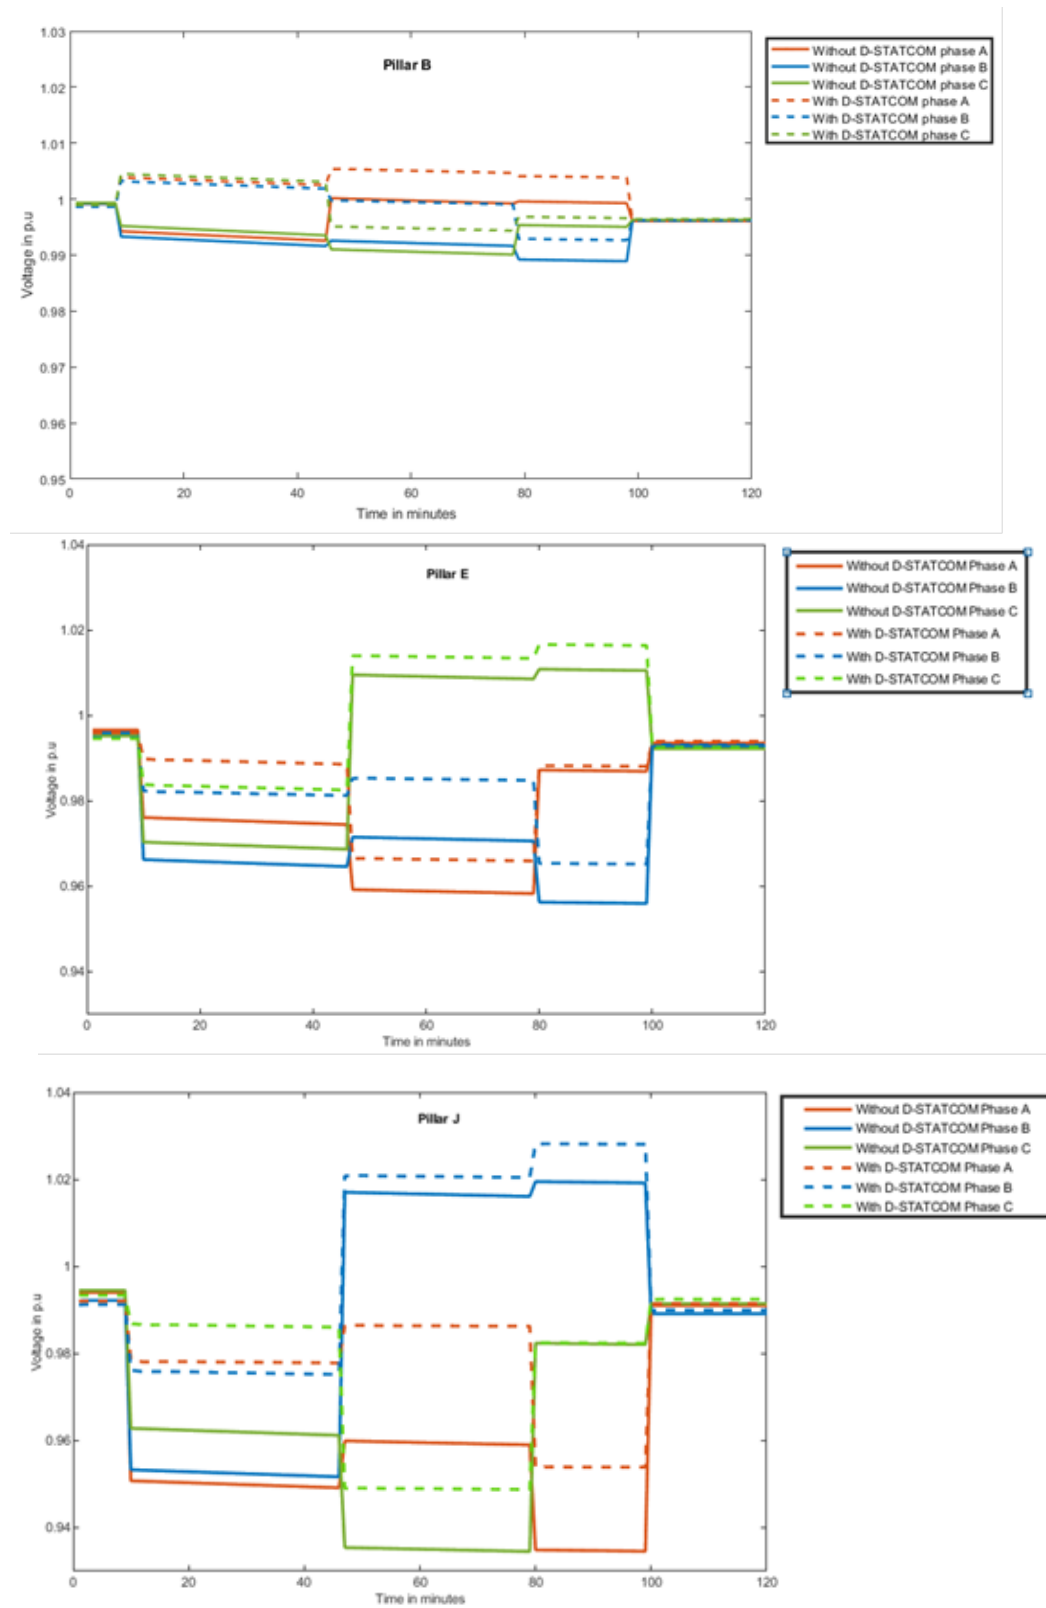 Pillar B
1.03
1.02
1.01
1
0.99
0.98
0.97
0.96
0.95
Voltage in p.u
0
20
40
60
80
100
120
Time in minutes
Without D-STATCOM phase A
Without D-STATCOM phase B
Without D-STATCOM phase C
With D-STATCOM phase A
With D-STATCOM phase B
With D-STATCOM phase C
Pillar E
1.04
1.02
1
0.98
0.96
0.94
Voltage in p.u
0
20
40
60
80
100
120
Time in minutes
Without D-STATCOM Phase A
Without D-STATCOM Phase B
Without D-STATCOM Phase C
With D-STATCOM Phase A
With D-STATCOM Phase B
With D-STATCOM Phase C
Pillar J
1.04
1.02
1
0.98
0.96
0.94
Voltage in p.u
0
20
40
60
80
100
120
Time in minutes
Without D-STATCOM Phase A
Without D-STATCOM Phase B
Without D-STATCOM Phase C
With D-STATCOM Phase A
With D-STATCOM Phase B
With D-STATCOM Phase C